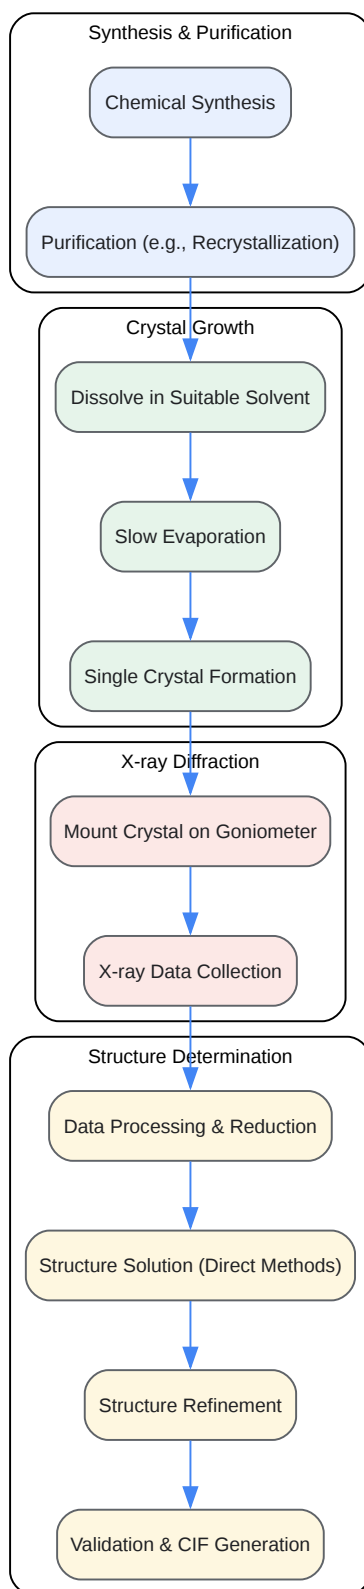 Synthesis & Purification
Chemical Synthesis
Purification (e.g., Recrystallization)
Crystal Growth
Dissolve in Suitable Solvent
Slow Evaporation
Single Crystal Formation
X-ray Diffraction
Mount Crystal on Goniometer
X-ray Data Collection
Structure Determination
Data Processing & Reduction
Structure Solution (Direct Methods)
Structure Refinement
Validation & CIF Generation